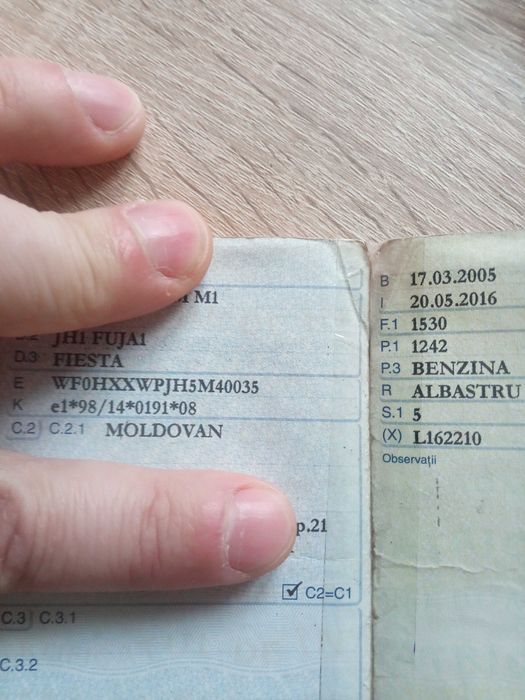 M1
D.2 JH1 FUJA1
D.3 FIESTA
E WF0HXXWPJH5M40035
K e1*98/14*0191*08
C.2 C.2.1 MOLDOVAN
p.21
☑ C2=C1
C.3 C.3.1
C.3.2
B 17.03.2005
I 20.05.2016
F.1 1530
P.1 1242
P.3 BENZINA
R ALBASTRU
S.1 5
(X) L162210
Observații